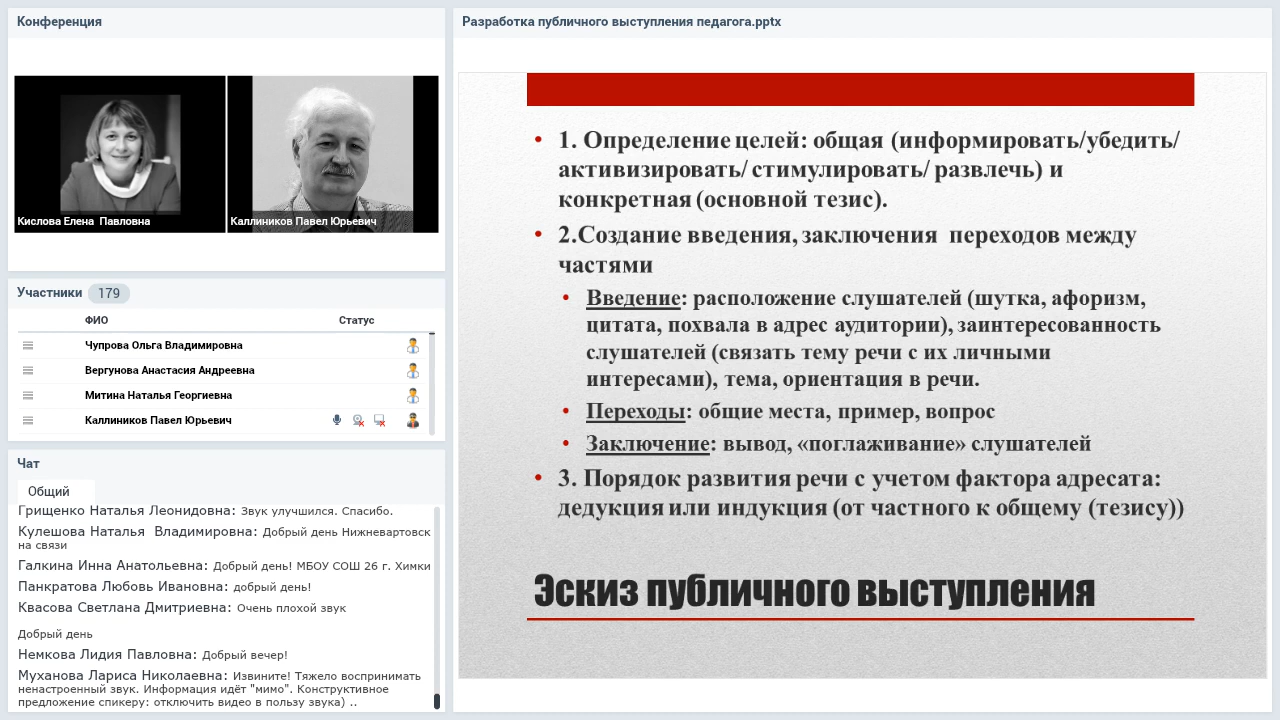 Конференция
Кислова Елена  Павловна
Каллиников Павел Юрьевич
Участники 179
ФИО Статус
Чупрова Ольга Владимировна
Вергунова Анастасия Андреевна
Митина Наталья Георгиевна
Каллиников Павел Юрьевич
Чат
Общий
Грищенко Наталья Леонидовна: Звук улучшился. Спасибо.
Кулешова Наталья  Владимировна: Добрый день Нижневартовск
на связи
Галкина Инна Анатольевна: Добрый день! МБОУ СОШ 26 г. Химки
Панкратова Любовь Ивановна: добрый день!
Квасова Светлана Дмитриевна: Очень плохой звук
Добрый день
Немкова Лидия Павловна: Добрый вечер!
Муханова Лариса Николаевна: Извините! Тяжело воспринимать
ненастроенный звук. Информация идёт "мимо". Конструктивное
предложение спикеру: отключить видео в пользу звука) ..
Разработка публичного выступления педагога.pptx
• 1. Определение целей: общая (информировать/убедить/
активизировать/ стимулировать/ развлечь) и
конкретная (основной тезис).
• 2.Создание введения, заключения  переходов между
частями
• Введение: расположение слушателей (шутка, афоризм,
цитата, похвала в адрес аудитории), заинтересованность
слушателей (связать тему речи с их личными
интересами), тема, ориентация в речи.
• Переходы: общие места, пример, вопрос
• Заключение: вывод, «поглаживание» слушателей
• 3. Порядок развития речи с учетом фактора адресата:
дедукция или индукция (от частного к общему (тезису))
Эскиз публичного выступления